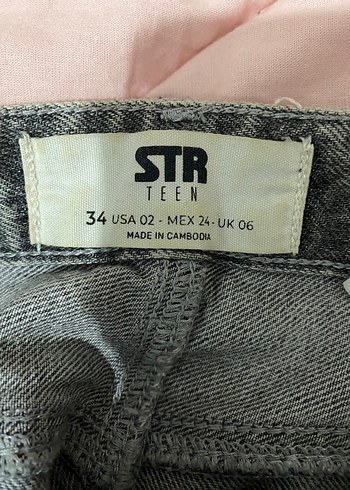 STR
TEEN
34 USA 02 - MEX 24 - UK 06
MADE IN CAMBODIA